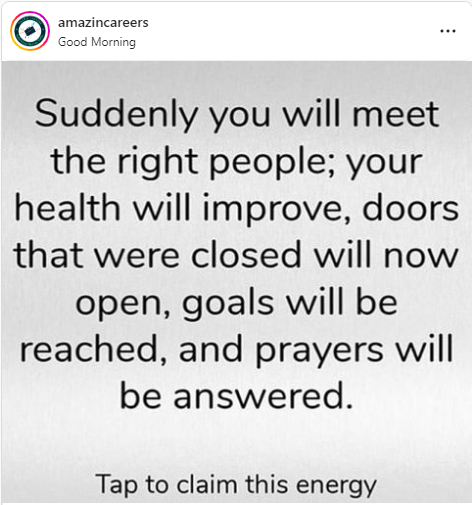 amazincareers
Good Morning
Suddenly you will meet
the right people; your
health will improve, doors
that were closed will now
open, goals will be
reached, and prayers will
be answered.
Tap to claim this energy